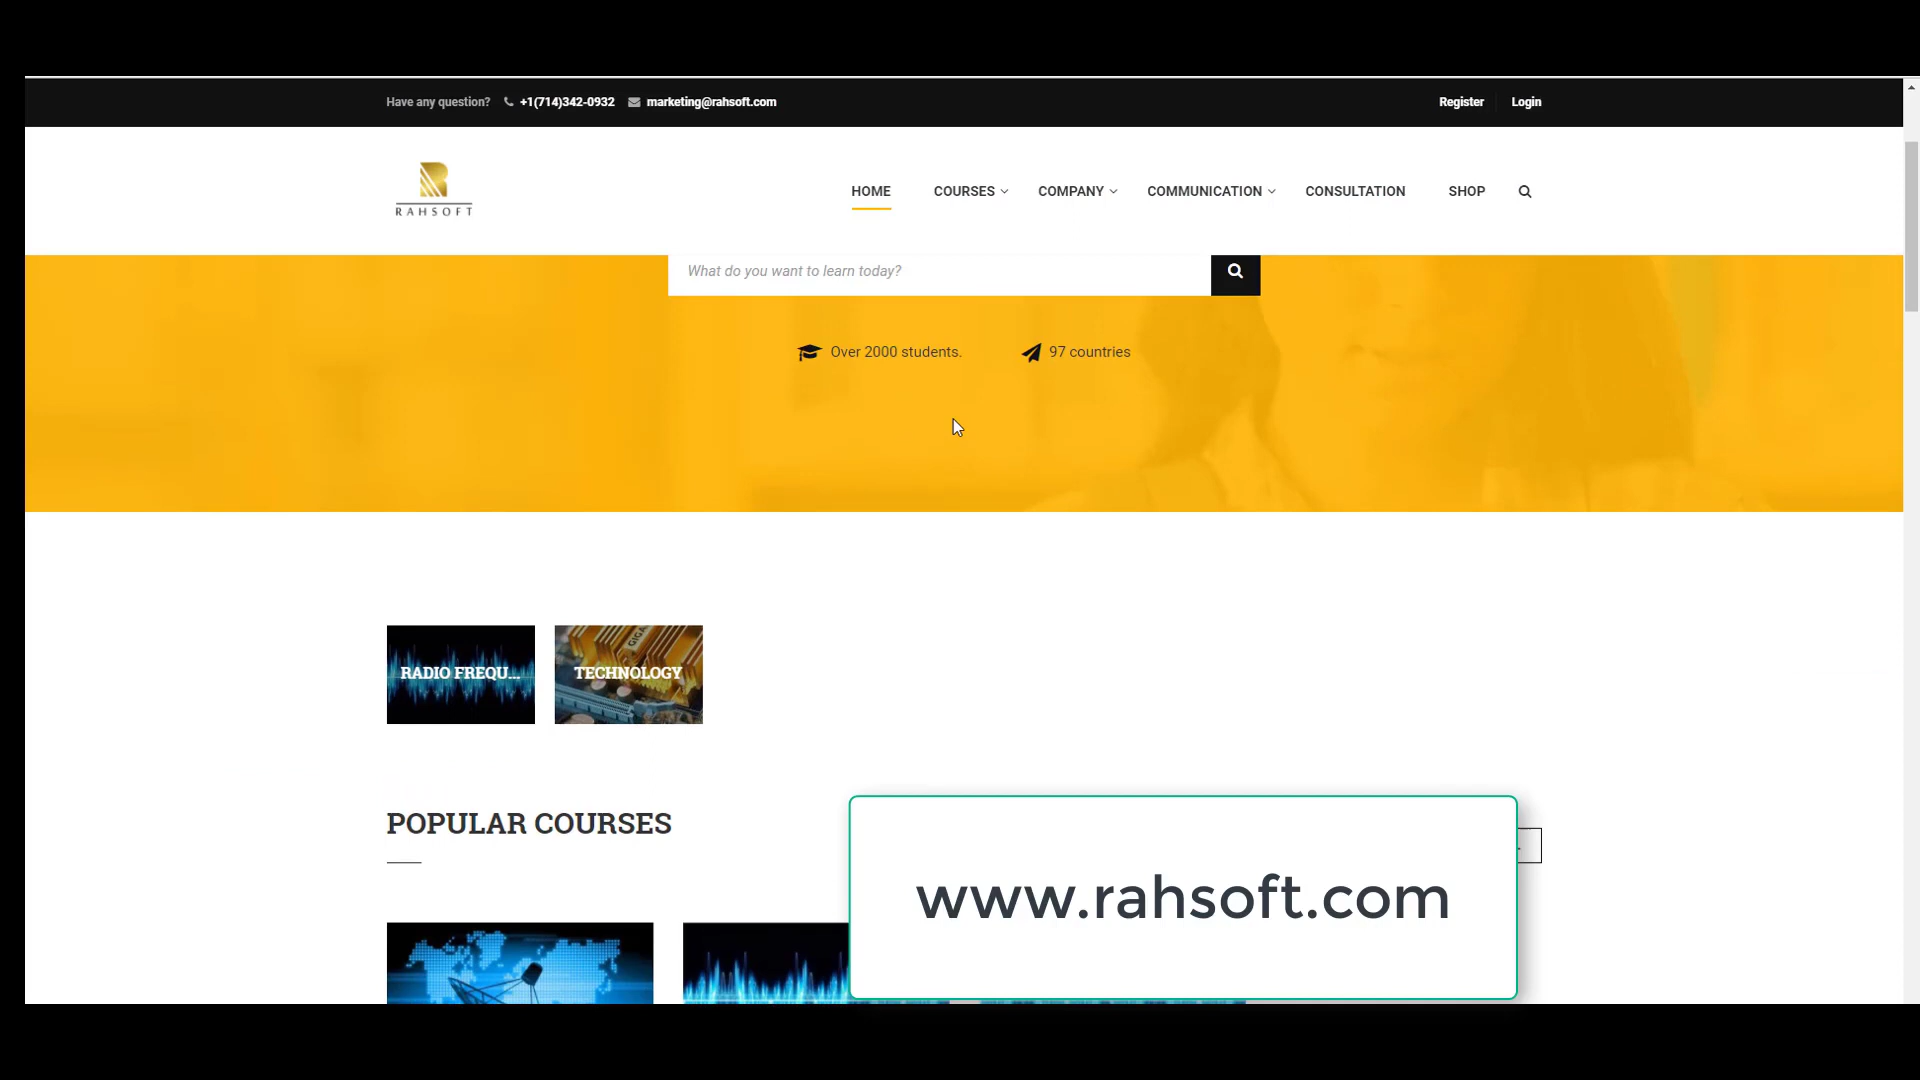 Have any question? +1(714)342-0932 marketing@rahsoft.com Register Login
RAHSOFT
HOME COURSES COMPANY COMMUNICATION CONSULTATION SHOP
What do you want to learn today?
Over 2000 students. 97 countries
RADIO FREQU... TECHNOLOGY
POPULAR COURSES
www.rahsoft.com